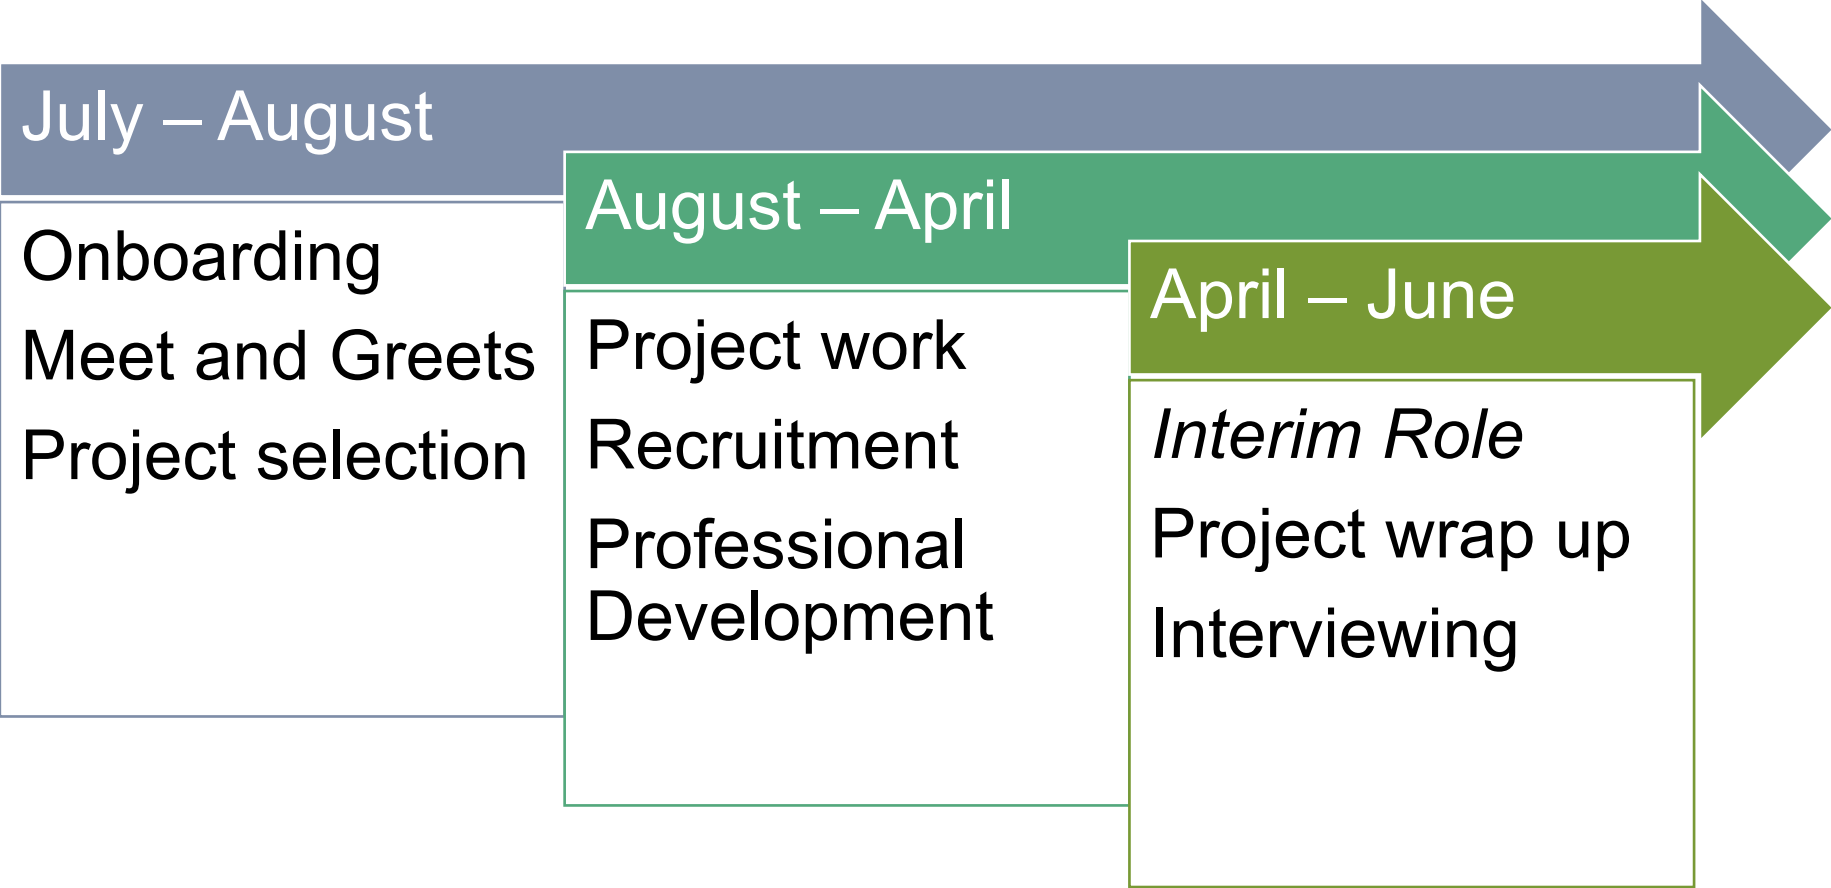 July – August
Onboarding
Meet and Greets
Project selection
August – April
Project work
Recruitment
Professional
Development
April – June
Interim Role
Project wrap up
Interviewing